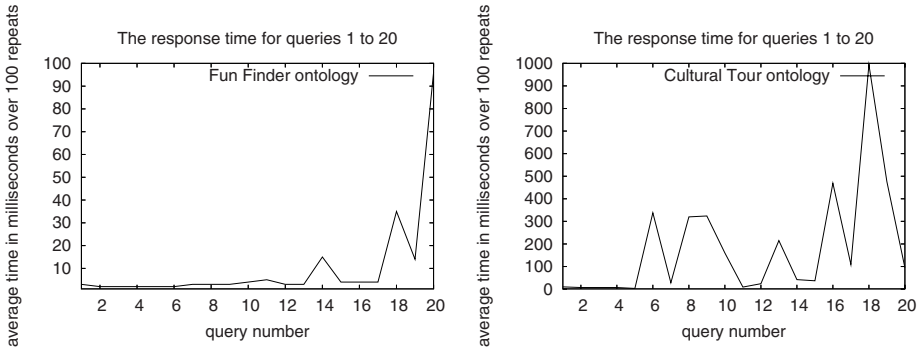 The response time for queries 1 to 20
average time in milliseconds over 100 repeats
Fun Finder ontology
100
90
80
70
60
50
40
30
20
10
2 4 6 8 10 12 14 16 18 20
query number
The response time for queries 1 to 20
average time in milliseconds over 100 repeats
Cultural Tour ontology
1000
900
800
700
600
500
400
300
200
100
0
2 4 6 8 10 12 14 16 18 20
query number